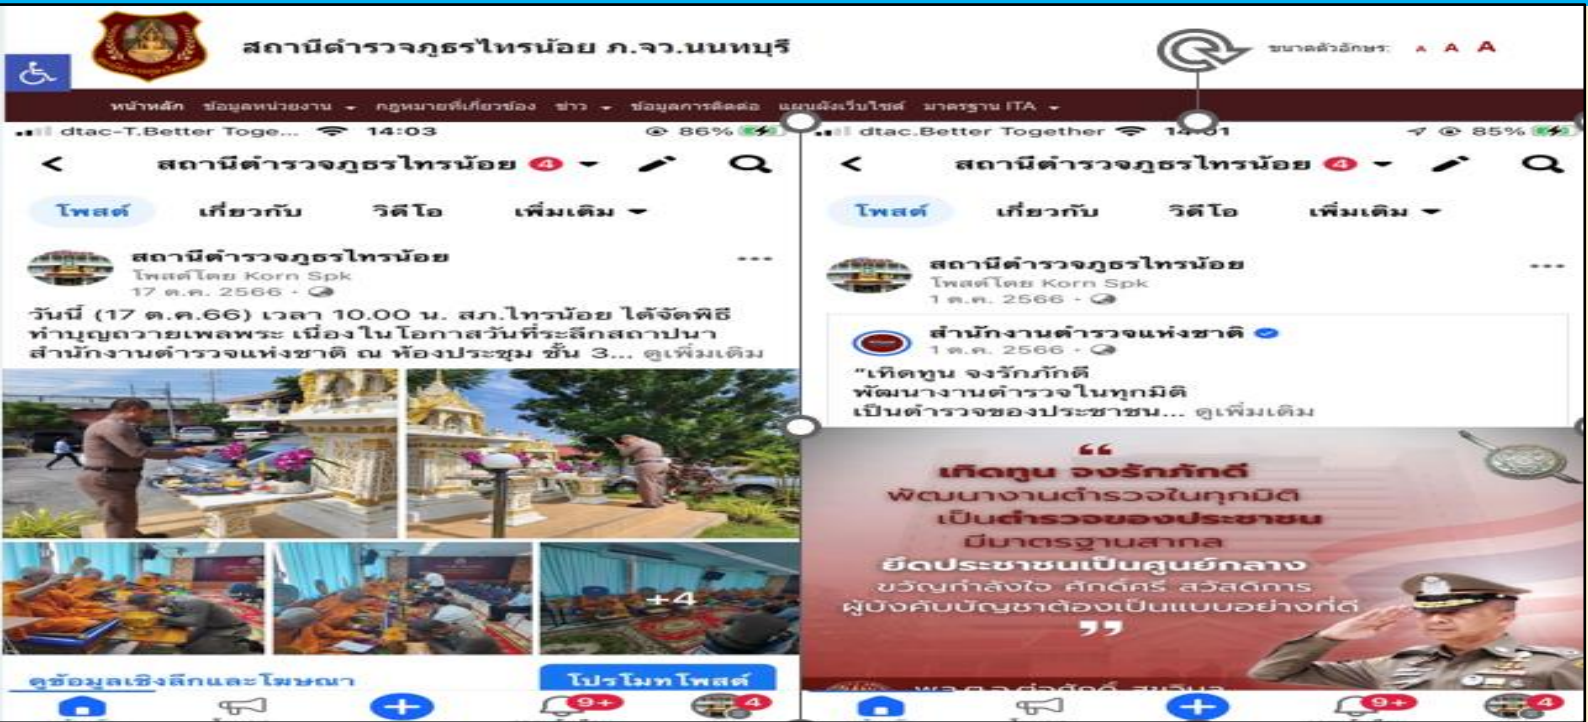 สถานีตำรวจภูธรไทรน้อย ภ.จว.นนทบุรี
ขนาดตัวอักษร: A A A
หน้าหลัก ข้อมูลหน่วยงาน กฎหมายที่เกี่ยวข้อง ข่าว ข้อมูลการติดต่อ แผนผังเว็บไซต์ มาตรฐาน ITA
dtac-T.Better Toge... 14:03 86%
สถานีตำรวจภูธรไทรน้อย 4
โพสต์ เกี่ยวกับ วิดีโอ เพิ่มเติม
สถานีตำรวจภูธรไทรน้อย
โพสต์โดย Korn Spk
17 ต.ค. 2566 ·
วันนี้ (17 ต.ค.66) เวลา 10.00 น. สภ.ไทรน้อย ได้จัดพิธี
ทำบุญถวายเพลพระ เนื่องในโอกาสวันที่ระลึกสถาปนา
สำนักงานตำรวจแห่งชาติ ณ ห้องประชุม ชั้น 3... ดูเพิ่มเติม
+4
ดูข้อมูลเชิงลึกและโฆษณา
โปรโมทโพสต์
9+ 4
dtac.Better Together 14:01 85%
สถานีตำรวจภูธรไทรน้อย 4
โพสต์ เกี่ยวกับ วิดีโอ เพิ่มเติม
สถานีตำรวจภูธรไทรน้อย
โพสต์โดย Korn Spk
1 ต.ค. 2566 ·
สำนักงานตำรวจแห่งชาติ
1 ต.ค. 2566 ·
“เทิดทูน จงรักภักดี
พัฒนางานตำรวจในทุกมิติ
เป็นตำรวจของประชาชน... ดูเพิ่มเติม
“
เทิดทูน จงรักภักดี
พัฒนางานตำรวจในทุกมิติ
เป็นตำรวจของประชาชน
มีมาตรฐานสากล
ยึดประชาชนเป็นศูนย์กลาง
ขวัญกำลังใจ ศักดิ์ศรี สวัสดิการ
ผู้บังคับบัญชาต้องเป็นแบบอย่างที่ดี
”
9+ 4